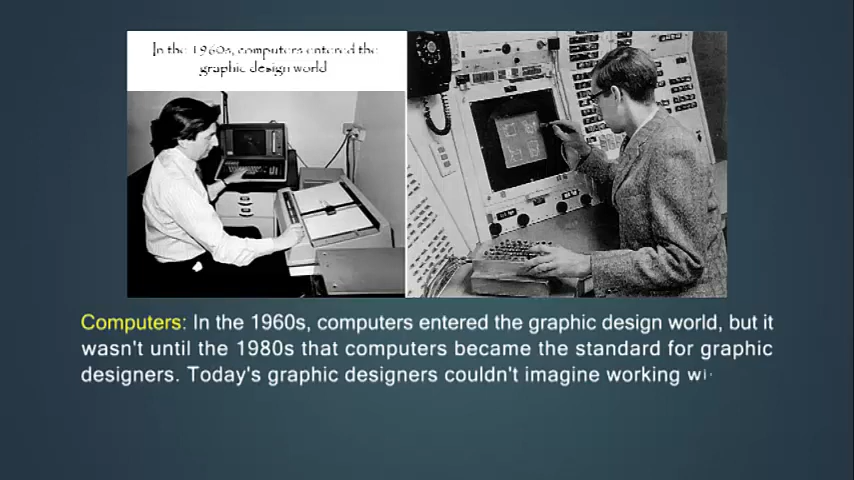 In the 1960s, computers entered the
graphic design world
Computers: In the 1960s, computers entered the graphic design world, but it
wasn't until the 1980s that computers became the standard for graphic
designers. Today's graphic designers couldn't imagine working